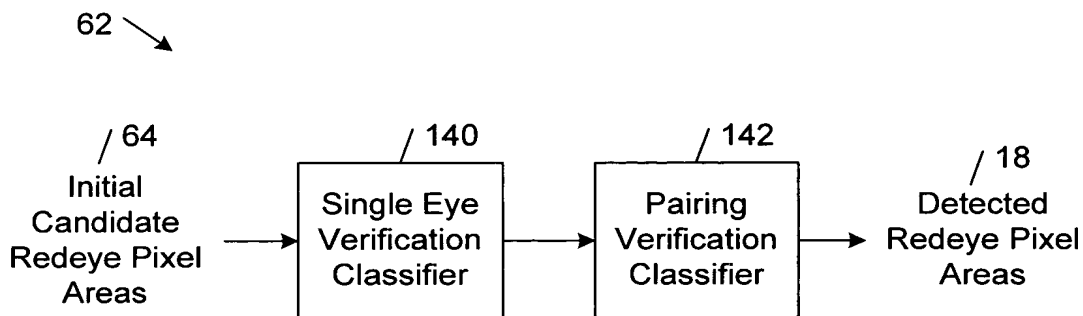 62
64
Initial
Candidate
Redeye Pixel
Areas
140
Single Eye
Verification
Classifier
142
Pairing
Verification
Classifier
18
Detected
Redeye Pixel
Areas